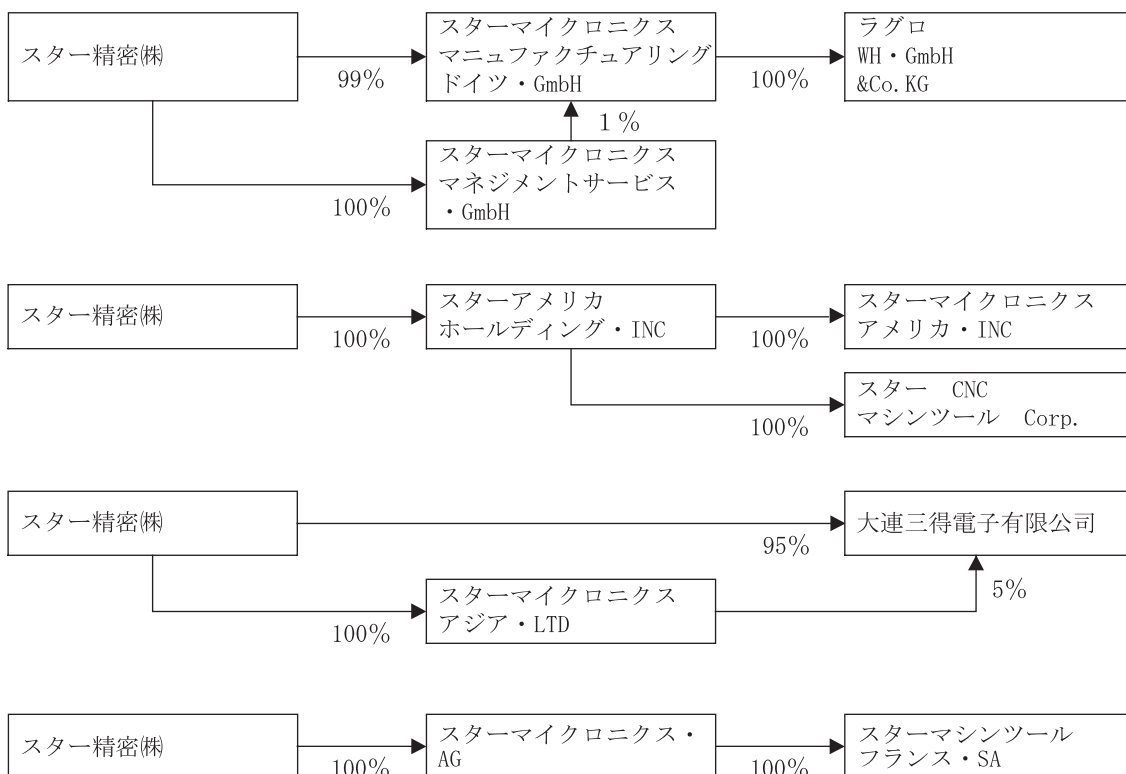 スター精密㈱
99%
スターマイクロニクス
マニュファクチュアリング
ドイツ・GmbH
100%
ラグロ
WH・GmbH
&Co.KG
1%
100%
スターマイクロニクス
マネジメントサービス
・GmbH
スター精密㈱
100%
スターアメリカ
ホールディング・INC
100%
スターマイクロニクス
アメリカ・INC
100%
スター　CNC
マシンツール　Corp.
スター精密㈱
95%
大連三得電子有限公司
100%
スターマイクロニクス
アジア・LTD
5%
スター精密㈱
100%
スターマイクロニクス・
AG
100%
スターマシンツール
フランス・SA